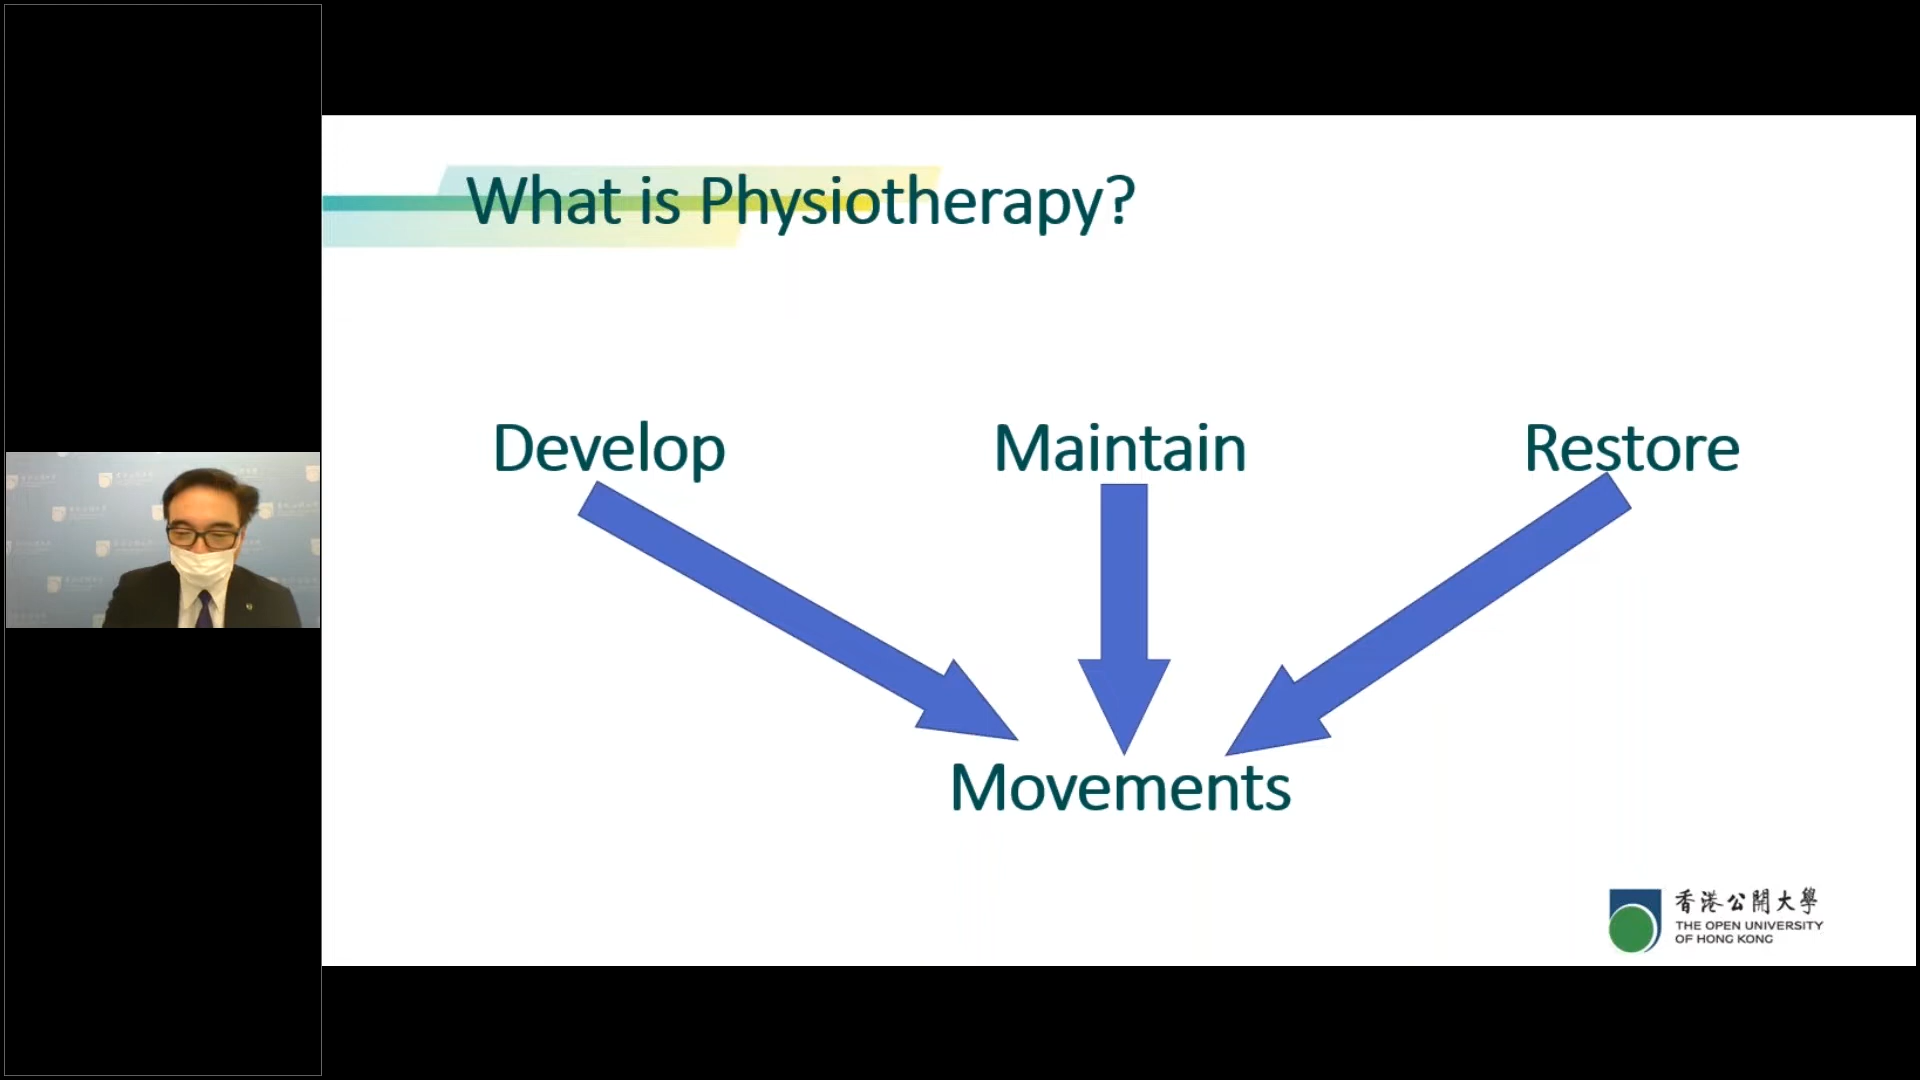 What is Physiotherapy?
Develop
Maintain
Restore
Movements
香港公開大學
THE OPEN UNIVERSITY
OF HONG KONG